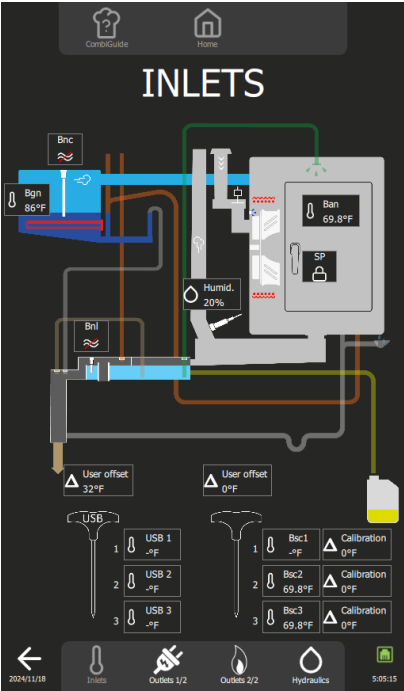 CombiGuide
Home
INLETS
Bnc
Bgn
86°F
Ban
69.8°F
SP
Humid.
20%
Bnl
User offset
32°F
User offset
0°F
USB
1
USB 1
-°F
2
USB 2
-°F
3
USB 3
-°F
1
Bsc1
-°F
Calibration
0°F
2
Bsc2
69.8°F
Calibration
0°F
3
Bsc3
69.8°F
Calibration
0°F
2024/11/18
Inlets
Outlets 1/2
Outlets 2/2
Hydraulics
5:05:15